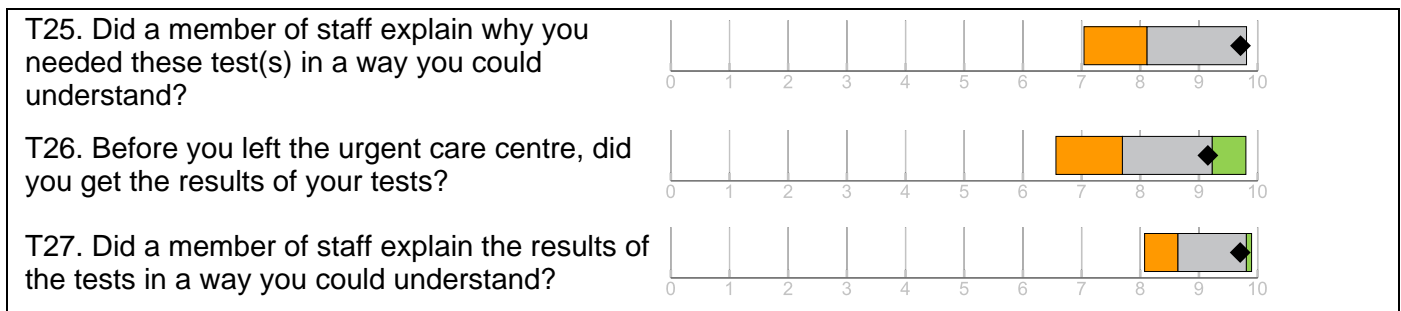 T25. Did a member of staff explain why you
needed these test(s) in a way you could
understand?
0 1 2 3 4 5 6 7 8 9 10
T26. Before you left the urgent care centre, did
you get the results of your tests?
0 1 2 3 4 5 6 7 8 9 10
T27. Did a member of staff explain the results of
the tests in a way you could understand?
0 1 2 3 4 5 6 7 8 9 10